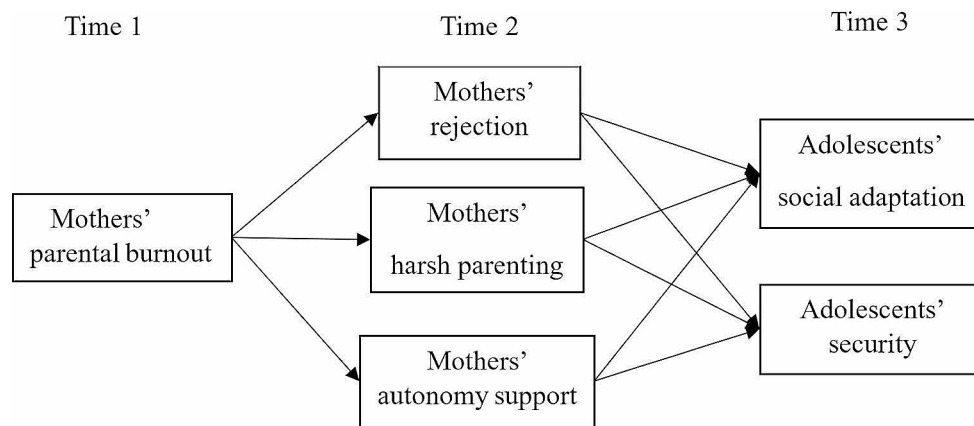 Time 1
Time 2
Time 3
Mothers’
rejection
Adolescents’
social adaptation
Mothers’
parental burnout
Mothers’
harsh parenting
Adolescents’
security
Mothers’
autonomy support